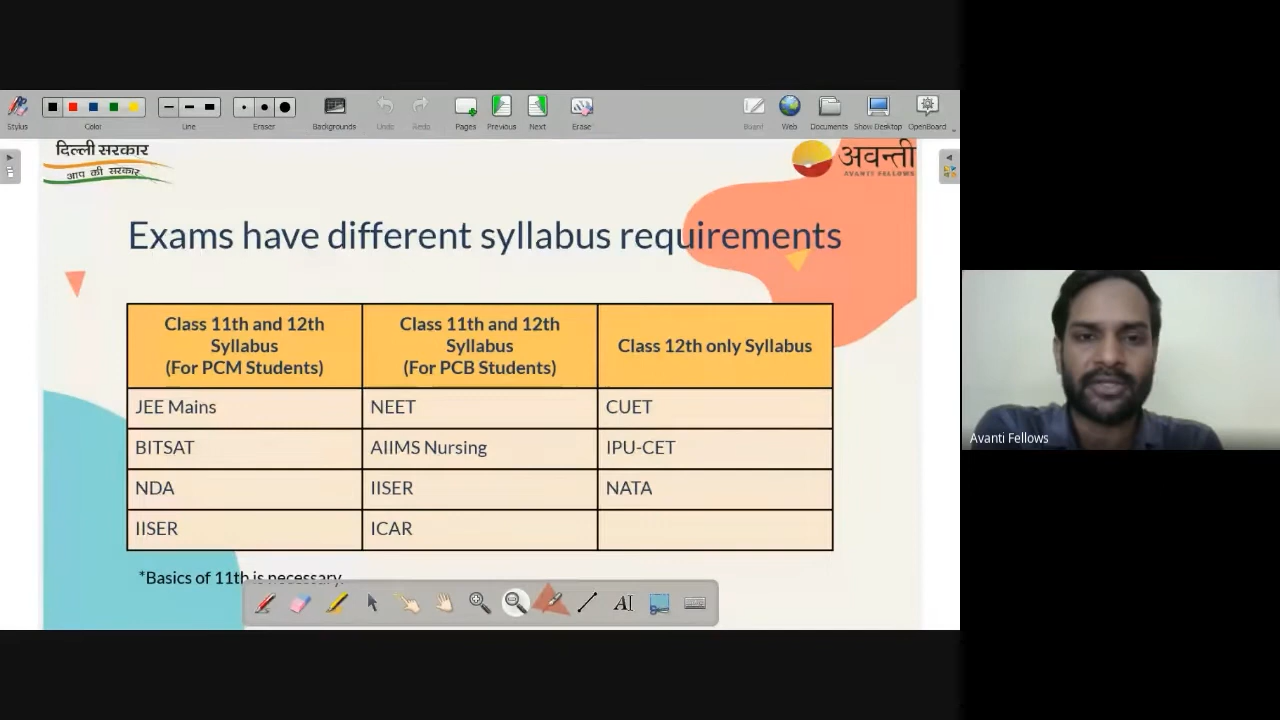 Stylus
Color
Line
Eraser
Backgrounds
Undo
Redo
Pages
Previous
Next
Erase
Board
Web
Documents
Show Desktop
OpenBoard
दिल्ली सरकार
आप की सरकार
अवन्ती
AVANTI FELLOWS
Exams have different syllabus requirements
Class 11th and 12th
Syllabus
(For PCM Students)
Class 11th and 12th
Syllabus
(For PCB Students)
Class 12th only Syllabus
JEE Mains
NEET
CUET
BITSAT
AIIMS Nursing
IPU-CET
NDA
IISER
NATA
IISER
ICAR
*Basics of 11th is necessary.
AI
Avanti Fellows